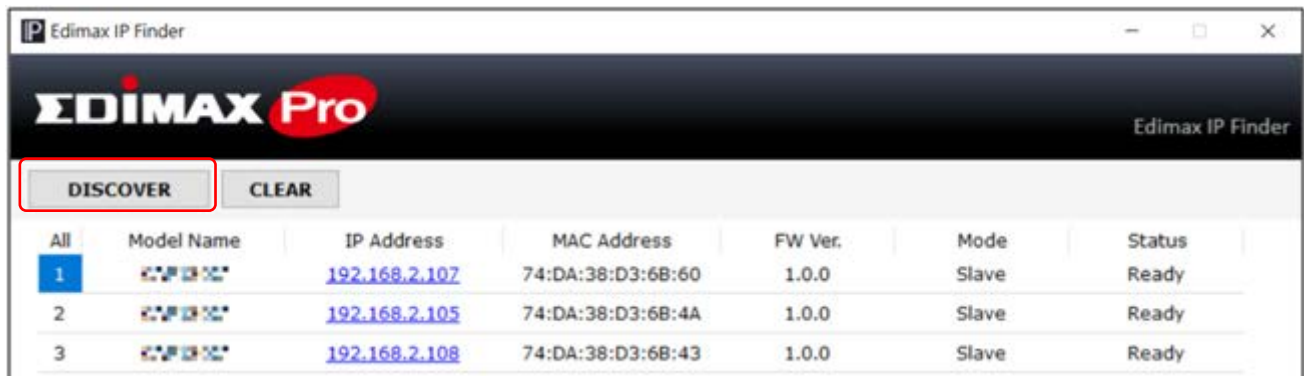 Edimax IP Finder
EDIMAX Pro
Edimax IP Finder
DISCOVER CLEAR
All Model Name IP Address MAC Address FW Ver. Mode Status
1 192.168.2.107 74:DA:38:D3:6B:60 1.0.0 Slave Ready
2 192.168.2.105 74:DA:38:D3:6B:4A 1.0.0 Slave Ready
3 192.168.2.108 74:DA:38:D3:6B:43 1.0.0 Slave Ready